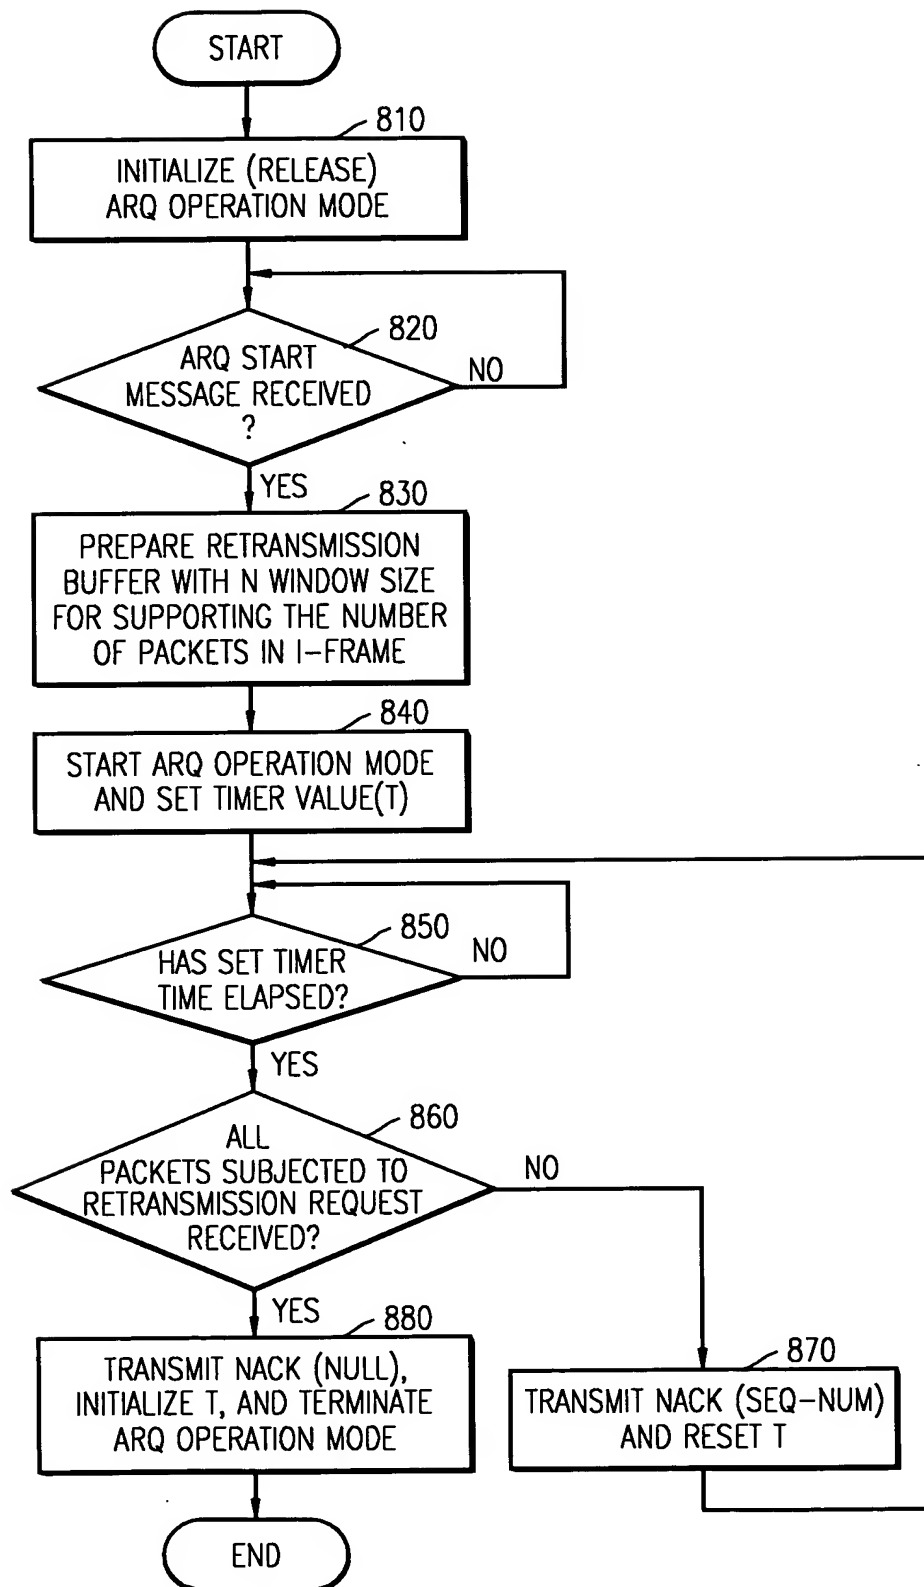 START
810
INITIALIZE (RELEASE)
ARQ OPERATION MODE
820
ARQ START
MESSAGE RECEIVED
?
NO
YES
830
PREPARE RETRANSMISSION
BUFFER WITH N WINDOW SIZE
FOR SUPPORTING THE NUMBER
OF PACKETS IN I-FRAME
840
START ARQ OPERATION MODE
AND SET TIMER VALUE(T)
850
HAS SET TIMER
TIME ELAPSED?
NO
YES
860
ALL
PACKETS SUBJECTED TO
RETRANSMISSION REQUEST
RECEIVED?
NO
YES
880
TRANSMIT NACK (NULL),
INITIALIZE T, AND TERMINATE
ARQ OPERATION MODE
870
TRANSMIT NACK (SEQ-NUM)
AND RESET T
END